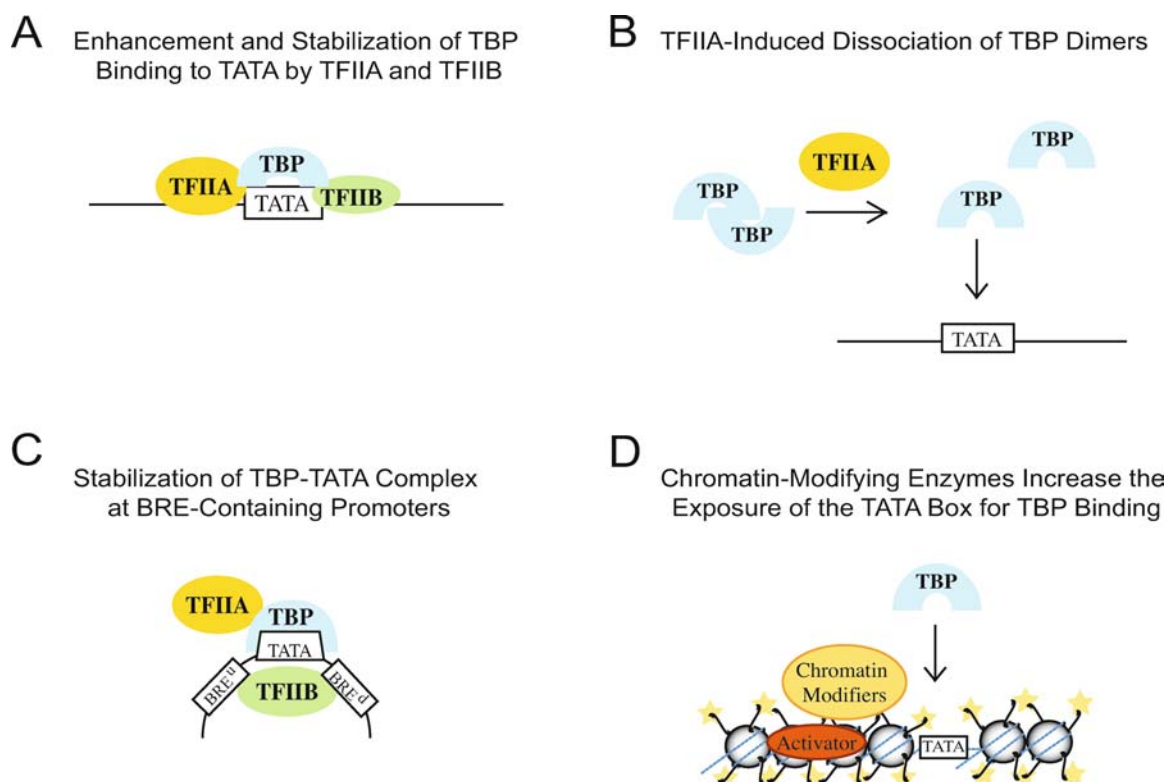 A
Enhancement and Stabilization of TBP
Binding to TATA by TFIIA and TFIIB
TBP
TFIIA
TATA
TFIIB
B
TFIIA-Induced Dissociation of TBP Dimers
TBP
TFIIA
TBP
TBP
TBP
TATA
C
Stabilization of TBP-TATA Complex
at BRE-Containing Promoters
TFIIA
TBP
TATA
BREu
TFIIB
BREd
D
Chromatin-Modifying Enzymes Increase the
Exposure of the TATA Box for TBP Binding
TBP
Chromatin
Modifiers
Activator
TATA